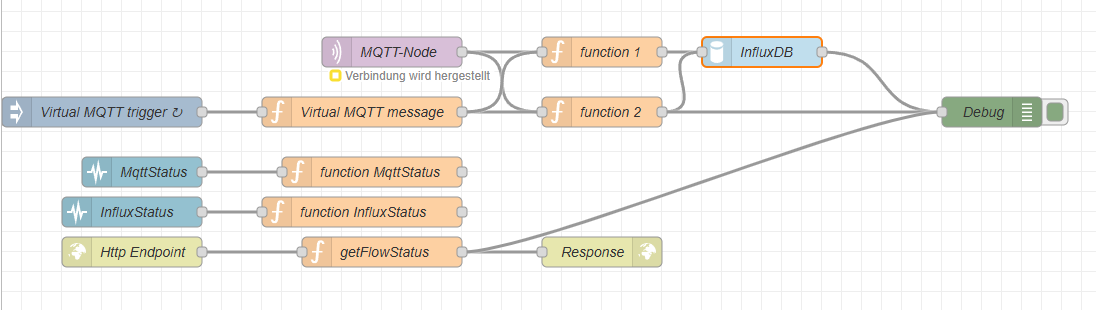 MQTT-Node
function 1
InfluxDB
Verbindung wird hergestellt
Virtual MQTT trigger ↻
Virtual MQTT message
function 2
Debug
MqttStatus
function MqttStatus
InfluxStatus
function InfluxStatus
Http Endpoint
getFlowStatus
Response